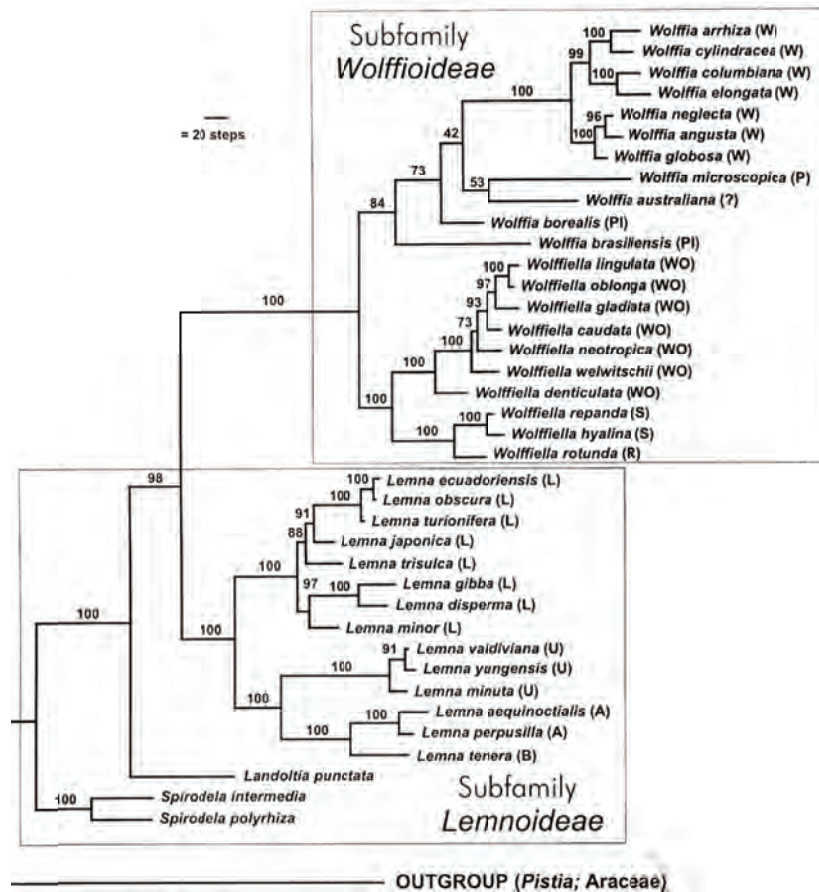 Subfamily
Wolffioideae
= 20 steps
100
Wolffia arrhiza (W)
Wolffia cylindracea (W)
99
Wolffia columbiana (W)
100
100
Wolffia elongata (W)
Wolffia neglecta (W)
96
42
Wolffia angusta (W)
100
Wolffia globosa (W)
73
53
Wolffia microscopica (P)
84
Wolffia australiana (?)
Wolffia borealis (PI)
Wolffia brasiliensis (PI)
100
Wolffiella lingulata (WO)
97
Wolffiella oblonga (WO)
100
93
Wolffiella gladiata (WO)
73
Wolffiella caudata (WO)
100
Wolffiella neotropica (WO)
Wolffiella welwitschii (WO)
100
Wolffiella denticulata (WO)
100
Wolffiella repanda (S)
100
Wolffiella hyalina (S)
Wolffiella rotunda (R)
98
100
Lemna ecuadoriensis (L)
100
Lemna obscura (L)
91
Lemna turionifera (L)
88
Lemna japonica (L)
100
Lemna trisulca (L)
97
100
Lemna gibba (L)
Lemna disperma (L)
100
100
Lemna minor (L)
91
Lemna valdiviana (U)
100
Lemna yungensis (U)
Lemna minuta (U)
100
100
Lemna aequinoctialis (A)
100
Lemna perpusilla (A)
Lemna tenera (B)
Landoltia punctata
100
Spirodela intermedia
Spirodela polyrhiza
Subfamily
Lemnoideae
OUTGROUP (Pistia; Araceae)